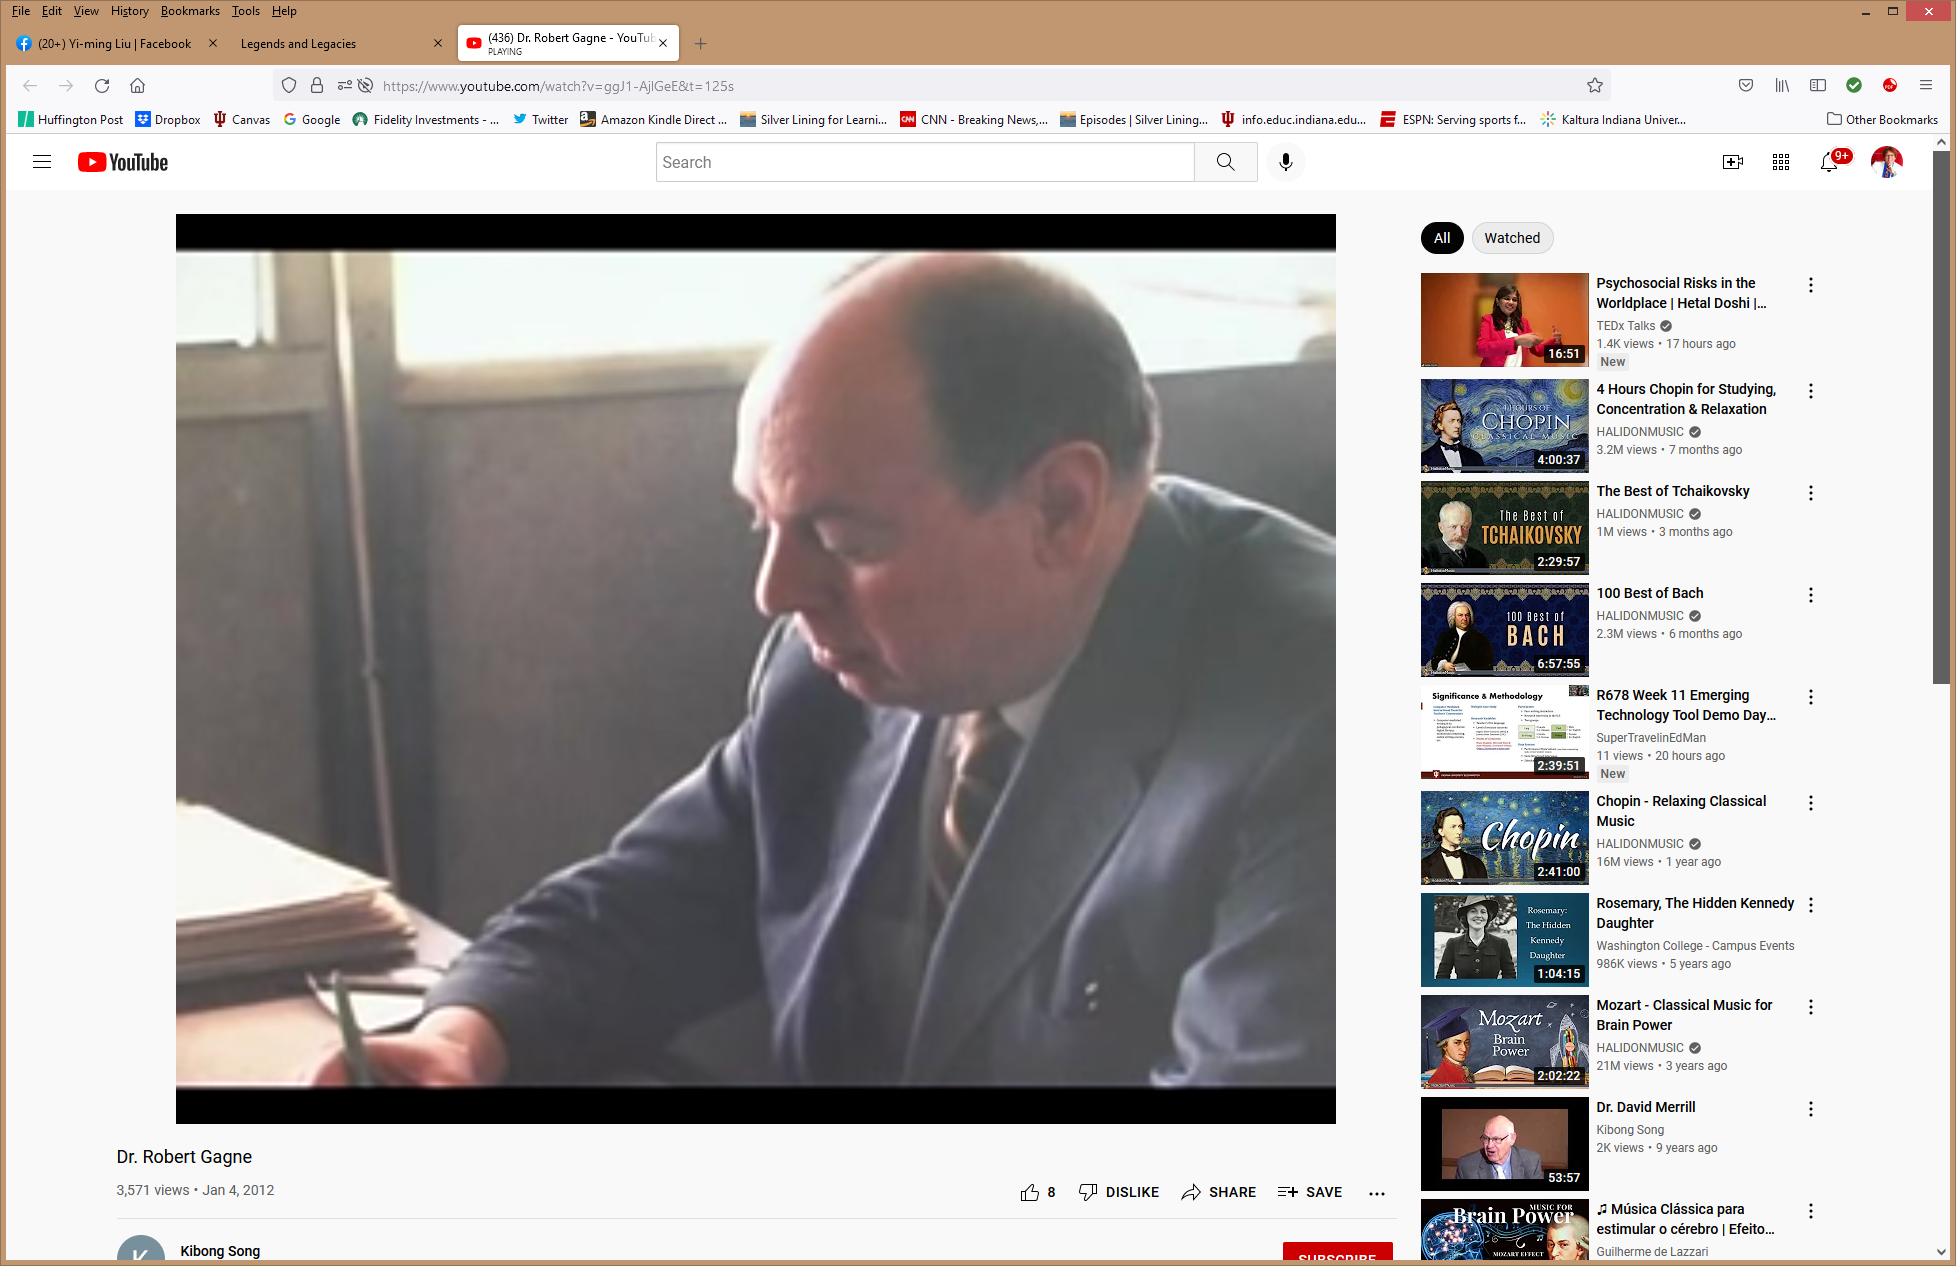 File Edit View History Bookmarks Tools Help
(20+) Yi-ming Liu | Facebook
Legends and Legacies
(436) Dr. Robert Gagne - YouTub
PLAYING
https://www.youtube.com/watch?v=ggJ1-AjlGeE&t=125s
Huffington Post Dropbox Canvas Google Fidelity Investments - ... Twitter Amazon Kindle Direct ... Silver Lining for Learni... CNN - Breaking News,... Episodes | Silver Lining... info.educ.indiana.edu... ESPN: Serving sports f... Kaltura Indiana Univer... Other Bookmarks
YouTube
Search
9+
All Watched
Psychosocial Risks in the
Worldplace | Hetal Doshi |...
TEDx Talks
1.4K views • 17 hours ago
New
16:51
4 HOURS OF
CHOPIN
CLASSICAL MUSIC
4:00:37
4 Hours Chopin for Studying,
Concentration & Relaxation
HALIDONMUSIC
3.2M views • 7 months ago
The Best of
TCHAIKOVSKY
2:29:57
The Best of Tchaikovsky
HALIDONMUSIC
1M views • 3 months ago
100 Best of
BACH
6:57:55
100 Best of Bach
HALIDONMUSIC
2.3M views • 6 months ago
Significance & Methodology
2:39:51
R678 Week 11 Emerging
Technology Tool Demo Day...
SuperTravelinEdMan
11 views • 20 hours ago
New
Chopin
2:41:00
Chopin - Relaxing Classical
Music
HALIDONMUSIC
16M views • 1 year ago
Rosemary:
The Hidden
Kennedy
Daughter
1:04:15
Rosemary, The Hidden Kennedy
Daughter
Washington College - Campus Events
986K views • 5 years ago
Mozart
Brain
Power
2:02:22
Mozart - Classical Music for
Brain Power
HALIDONMUSIC
21M views • 3 years ago
53:57
Dr. David Merrill
Kibong Song
2K views • 9 years ago
MUSIC FOR
Brain Power
MOZART EFFECT
♫ Música Clássica para
estimular o cérebro | Efeito...
Guilherme de Lazzari
Dr. Robert Gagne
3,571 views • Jan 4, 2012
8 DISLIKE SHARE SAVE ...
K
Kibong Song
SUBSCRIBE